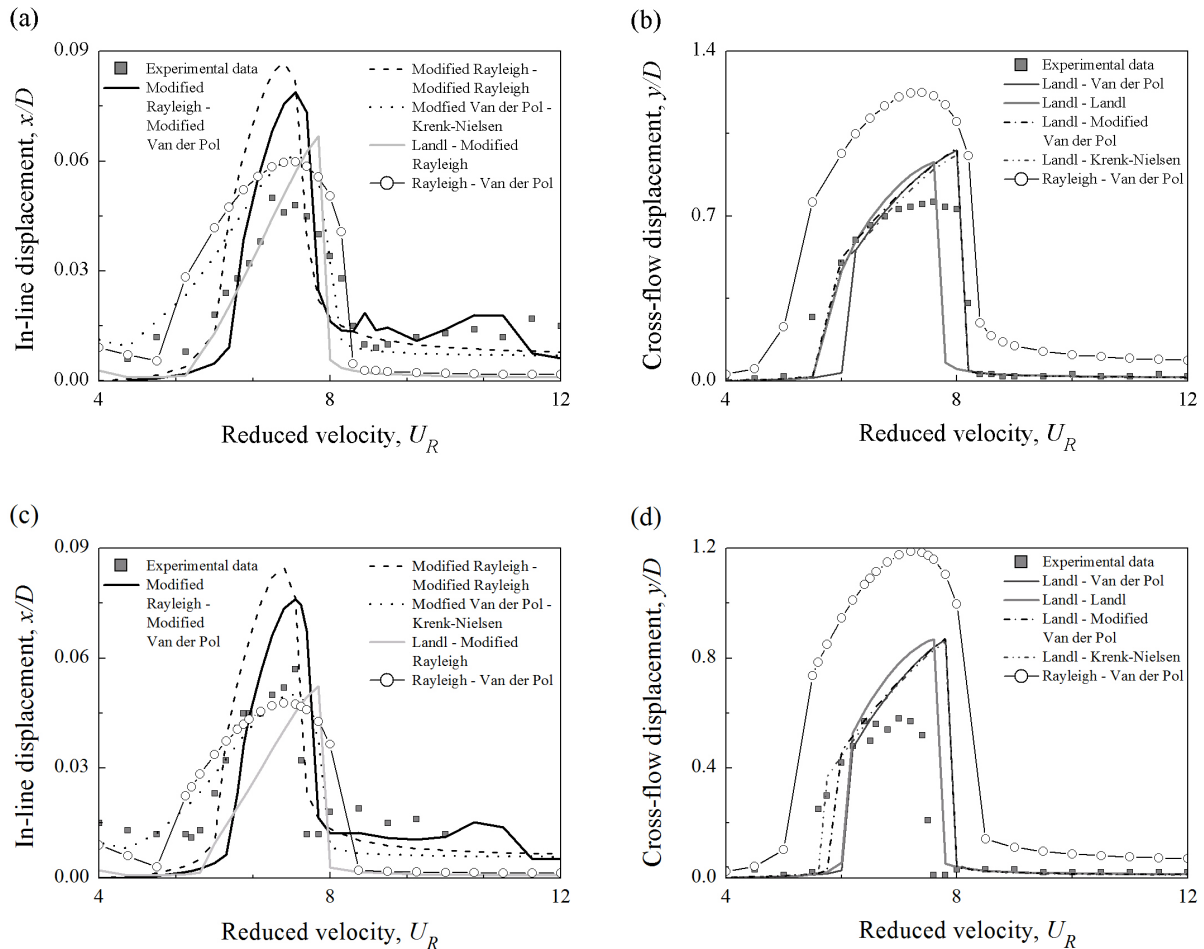 (a)
In-line displacement, x/D
0.09
0.06
0.03
0.00
4
6
8
12
Reduced velocity, U_R
Experimental data
Modified
Rayleigh -
Modified
Van der Pol
Modified Rayleigh -
Modified Rayleigh
Modfied Van der Pol -
Krenk-Nielsen
Landl - Modified
Rayleigh
Rayleigh - Van der Pol
(b)
Cross-flow displacement, y/D
1.4
0.7
0.0
4
6
8
12
Reduced velocity, U_R
Experimental data
Landl - Van der Pol
Landl - Landl
Landl - Modified
Van der Pol
Landl - Krenk-Nielsen
Rayleigh - Van der Pol
(c)
In-line displacement, x/D
0.09
0.06
0.03
0.00
4
6
8
12
Reduced velocity, U_R
Experimental data
Modified
Rayleigh -
Modified
Van der Pol
Modified Rayleigh -
Modified Rayleigh
Modfied Van der Pol -
Krenk-Nielsen
Landl - Modified
Rayleigh
Rayleigh - Van der Pol
(d)
Cross-flow displacement, y/D
1.2
0.8
0.4
0.0
4
6
8
12
Reduced velocity, U_R
Experimental data
Landl - Van der Pol
Landl - Landl
Landl - Modified
Van der Pol
Landl - Krenk-Nielsen
Rayleigh - Van der Pol